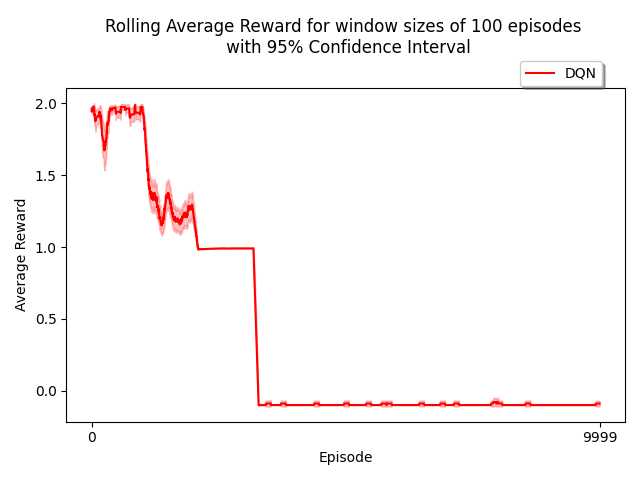 Rolling Average Reward for window sizes of 100 episodes
with 95% Confidence Interval
DQN
2.0
1.5
1.0
0.5
0.0
Average Reward
0
9999
Episode